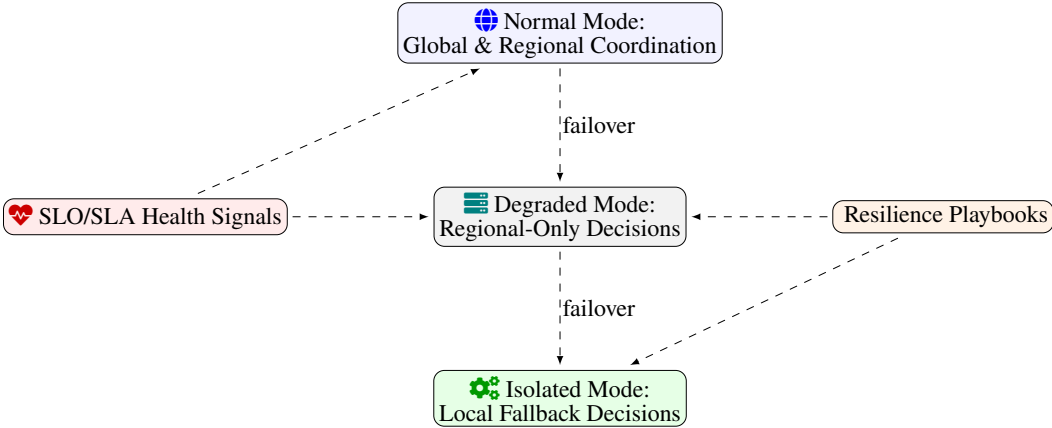 Normal Mode:
Global & Regional Coordination
failover
SLO/SLA Health Signals
Degraded Mode:
Regional-Only Decisions
Resilience Playbooks
failover
Isolated Mode:
Local Fallback Decisions